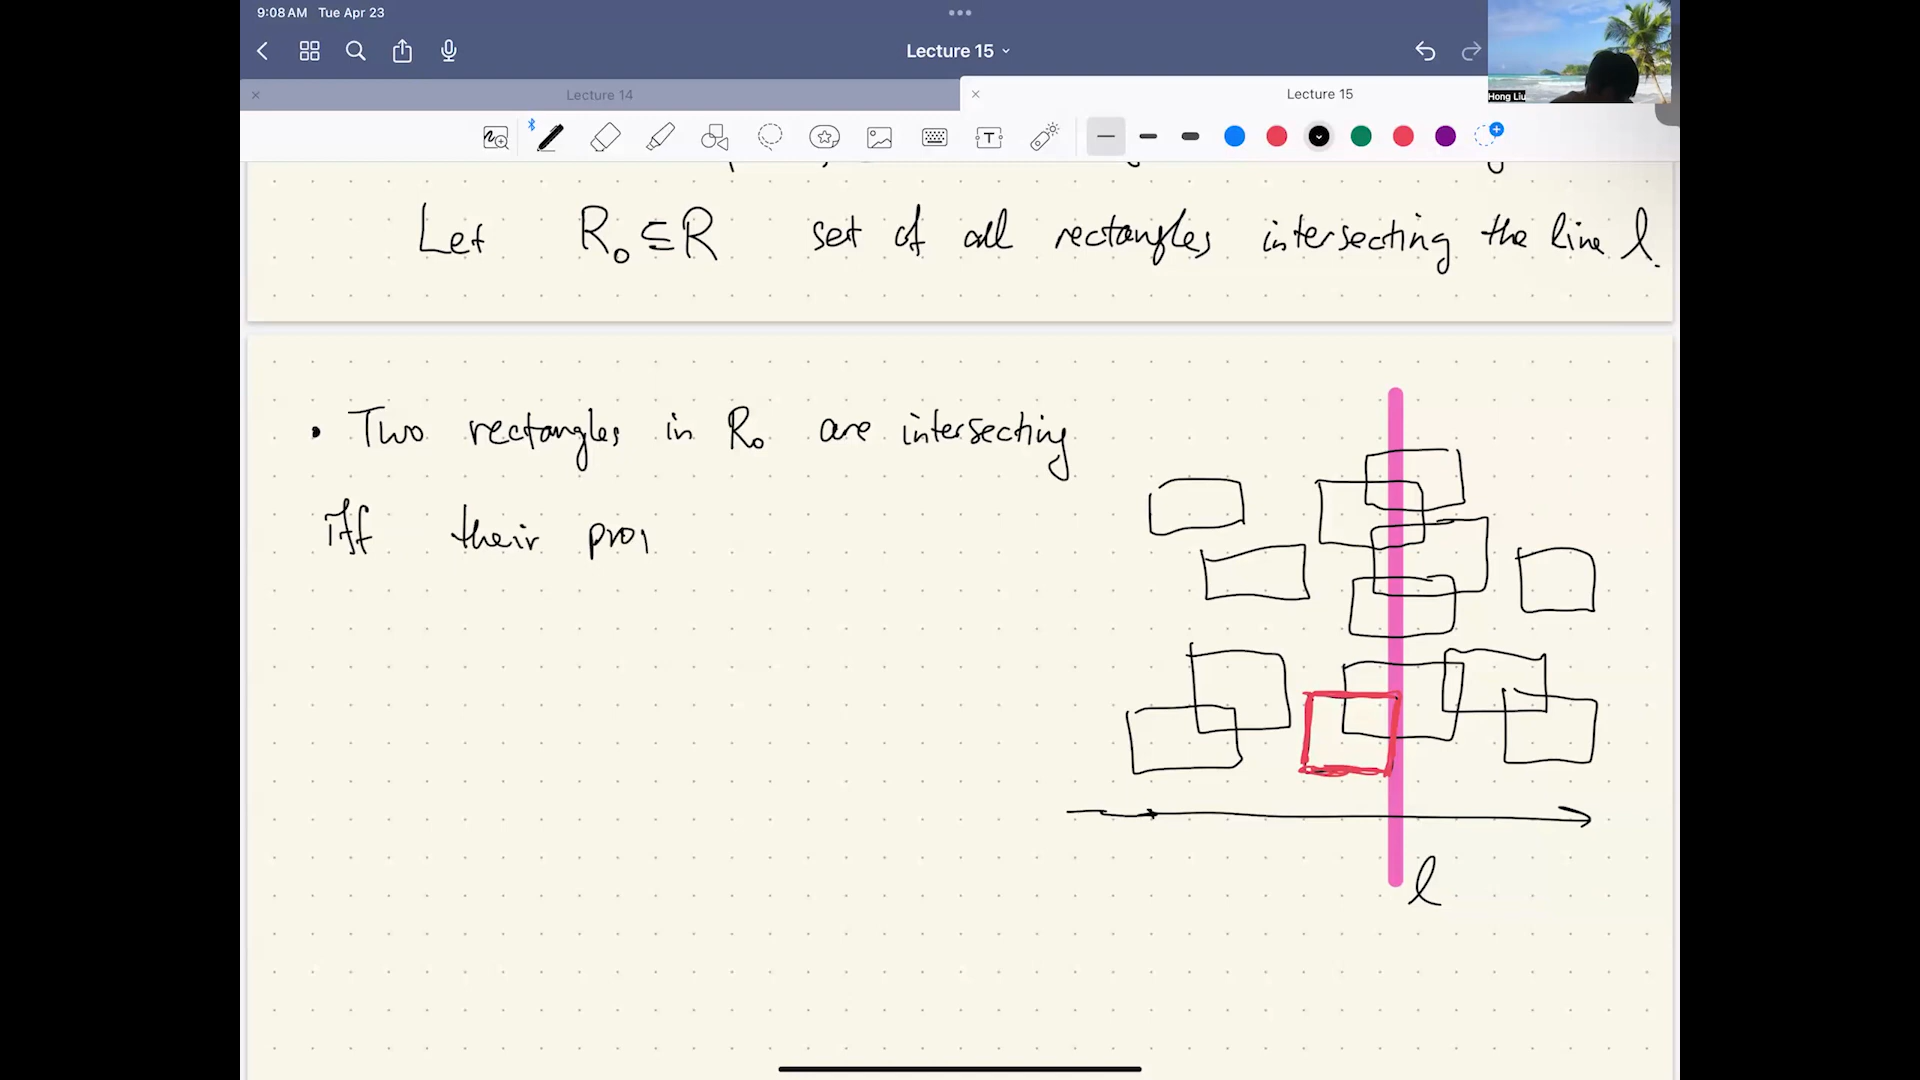 9:08 AM Tue Apr 23
Lecture 15
Lecture 14
Lecture 15
Hong Liu
Let R₀ ⊆ R set of all rectangles intersecting the line l.
• Two rectangles in R₀ are intersecting
iff their proj
l